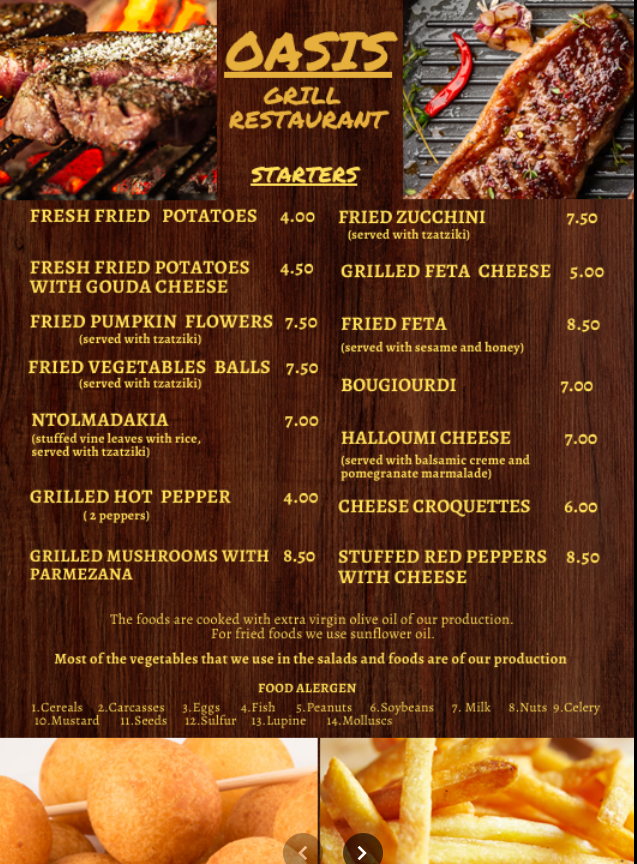 OASIS
GRILL
RESTAURANT
STARTERS
FRESH FRIED POTATOES 4.00
FRESH FRIED POTATOES 4.50
WITH GOUDA CHEESE
FRIED PUMPKIN FLOWERS 7.50
(served with tzatziki)
FRIED VEGETABLES BALLS 7.50
(served with tzatziki)
NTOLMADAKIA 7.00
(stuffed vine leaves with rice,
served with tzatziki)
GRILLED HOT PEPPER 4.00
( 2 peppers)
GRILLED MUSHROOMS WITH 8.50
PARMEZANA
FRIED ZUCCHINI 7.50
(served with tzatziki)
GRILLED FETA CHEESE 5.00
FRIED FETA 8.50
(served with sesame and honey)
BOUGIOURDI 7.00
HALLOUMI CHEESE 7.00
(served with balsamic creme and
pomegranate marmalade)
CHEESE CROQUETTES 6.00
STUFFED RED PEPPERS 8.50
WITH CHEESE
The foods are cooked with extra virgin olive oil of our production.
For fried foods we use sunflower oil.
Most of the vegetables that we use in the salads and foods are of our production
FOOD ALERGEN
1.Cereals 2.Carcasses 3.Eggs 4.Fish 5.Peanuts 6.Soybeans 7. Milk 8.Nuts 9.Celery
10.Mustard 11.Seeds 12.Sulfur 13.Lupine 14.Molluscs